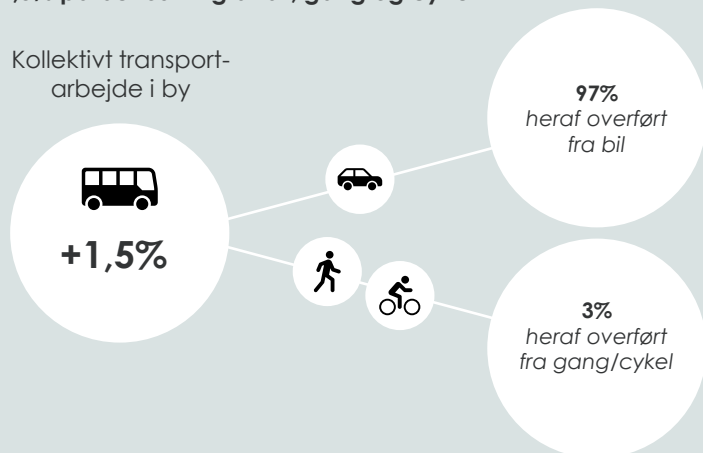 Kollektivt transport-
arbejde i by
+1,5%
97%
heraf overført
fra bil
3%
heraf overført
fra gang/cykel